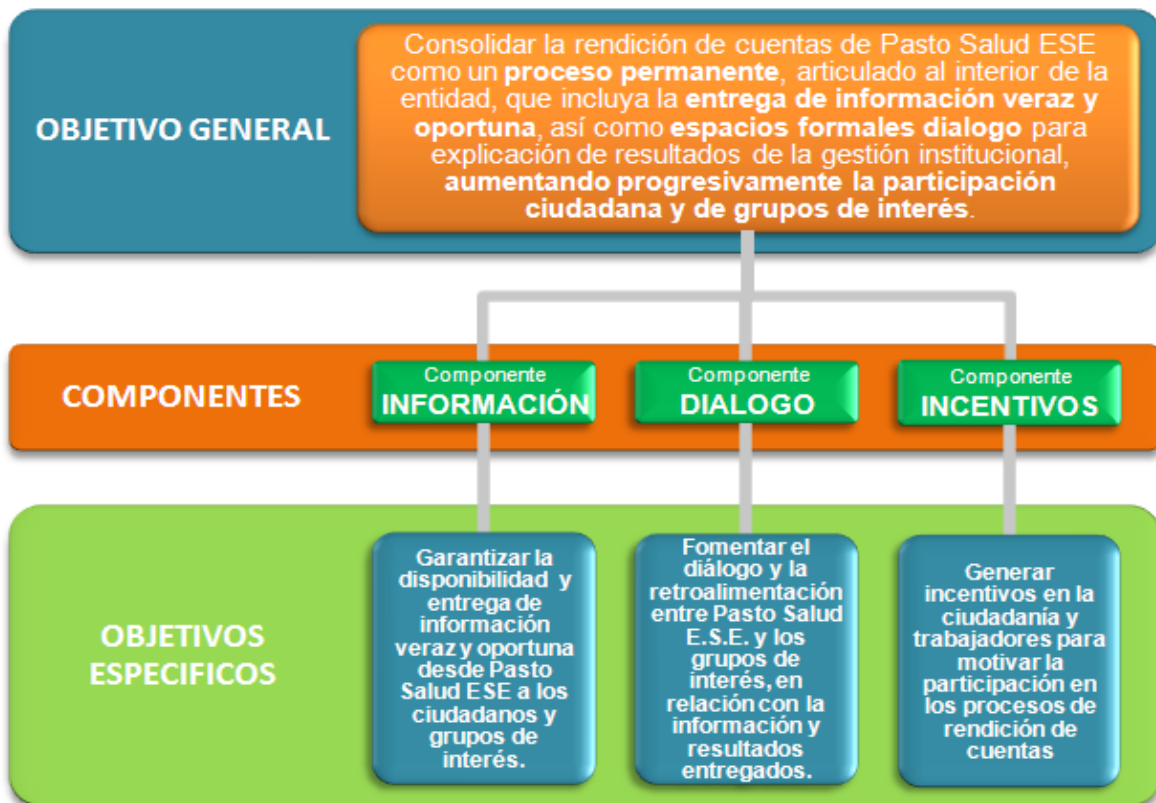 OBJETIVO GENERAL
Consolidar la rendición de cuentas de Pasto Salud ESE
como un proceso permanente, articulado al interior de la
entidad, que incluya la entrega de información veraz y
oportuna, así como espacios formales dialogo para
explicación de resultados de la gestión institucional,
aumentando progresivamente la participación
ciudadana y de grupos de interés.
COMPONENTES
Componente
INFORMACIÓN
Componente
DIALOGO
Componente
INCENTIVOS
OBJETIVOS
ESPECIFICOS
Garantizar la
disponibilidad y
entrega de
información
veraz y oportuna
desde Pasto
Salud ESE a los
ciudadanos y
grupos de
interés.
Fomentar el
diálogo y la
retroalimentación
entre Pasto Salud
E.S.E. y los
grupos de
interés, en
relación con la
información y
resultados
entregados.
Generar
incentivos en la
ciudadanía y
trabajadores para
motivar la
participación en
los procesos de
rendición de
cuentas